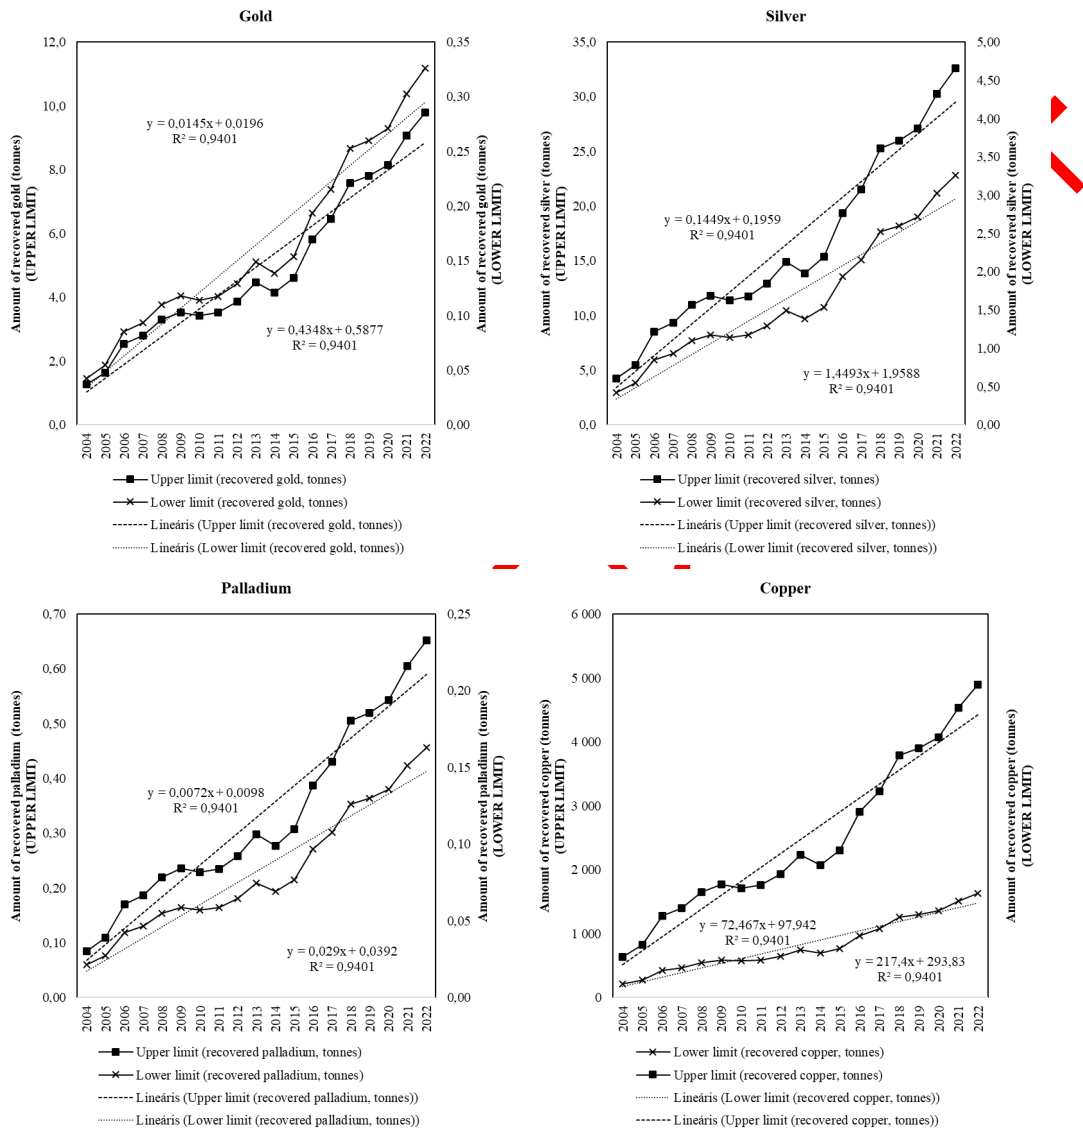 Gold
Amount of recovered gold (tonnes)
(UPPER LIMIT)
12,0
10,0
8,0
6,0
4,0
2,0
0,0
y = 0,0145x + 0,0196
R² = 0,9401
y = 0,4348x + 0,5877
R² = 0,9401
0,35
0,30
0,25
0,20
0,15
0,10
0,05
0,00
Amount of recovered gold (tonnes)
(LOWER LIMIT)
2004 2005 2006 2007 2008 2009 2010 2011 2012 2013 2014 2015 2016 2017 2018 2019 2020 2021 2022
Upper limit (recovered gold, tonnes)
Lower limit (recovered gold, tonnes)
Lineáris (Upper limit (recovered gold, tonnes))
Lineáris (Lower limit (recovered gold, tonnes))
Silver
Amount of recovered silver (tonnes)
(UPPER LIMIT)
35,0
30,0
25,0
20,0
15,0
10,0
5,0
0,0
y = 0,1449x + 0,1959
R² = 0,9401
y = 1,4493x + 1,9588
R² = 0,9401
5,00
4,50
4,00
3,50
3,00
2,50
2,00
1,50
1,00
0,50
0,00
Amount of recovered silver (tonnes)
(LOWER LIMIT)
2004 2005 2006 2007 2008 2009 2010 2011 2012 2013 2014 2015 2016 2017 2018 2019 2020 2021 2022
Upper limit (recovered silver, tonnes)
Lower limit (recovered silver, tonnes)
Lineáris (Upper limit (recovered silver, tonnes))
Lineáris (Lower limit (recovered silver, tonnes))
Palladium
Amount of recovered palladium (tonnes)
(UPPER LIMIT)
0,70
0,60
0,50
0,40
0,30
0,20
0,10
0,00
y = 0,0072x + 0,0098
R² = 0,9401
y = 0,029x + 0,0392
R² = 0,9401
0,25
0,20
0,15
0,10
0,05
0,00
Amount of recovered palladium (tonnes)
(LOWER LIMIT)
2004 2005 2006 2007 2008 2009 2010 2011 2012 2013 2014 2015 2016 2017 2018 2019 2020 2021 2022
Upper limit (recovered palladium, tonnes)
Lower limit (recovered palladium, tonnes)
Lineáris (Upper limit (recovered palladium, tonnes))
Lineáris (Lower limit (recovered palladium, tonnes))
Copper
Amount of recovered copper (tonnes)
(UPPER LIMIT)
6 000
5 000
4 000
3 000
2 000
1 000
0
y = 72,467x + 97,942
R² = 0,9401
y = 217,4x + 293,83
R² = 0,9401
Amount of recovered copper (tonnes)
(LOWER LIMIT)
2004 2005 2006 2007 2008 2009 2010 2011 2012 2013 2014 2015 2016 2017 2018 2019 2020 2021 2022
Lower limit (recovered copper, tonnes)
Upper limit (recovered copper, tonnes)
Lineáris (Lower limit (recovered copper, tonnes))
Lineáris (Upper limit (recovered copper, tonnes))